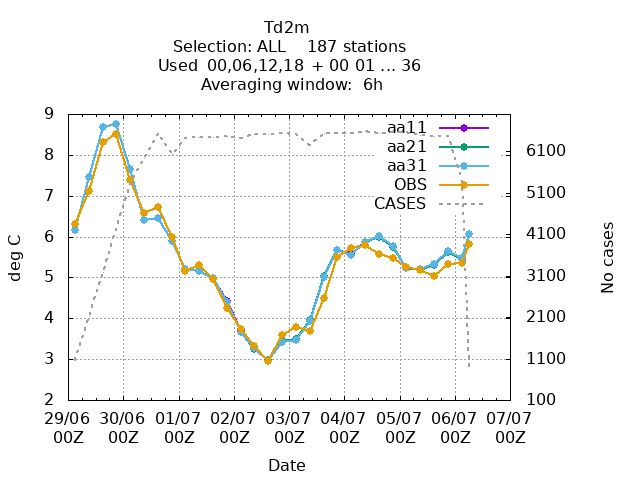 Td2m
Selection: ALL    187 stations
Used  00,06,12,18 + 00 01 ... 36
Averaging window:  6h
aa11
aa21
aa31
OBS
CASES
9
8
7
6
5
4
3
2
6100
5100
4100
3100
2100
1100
100
deg C
No cases
29/06 30/06 01/07 02/07 03/07 04/07 05/07 06/07 07/07
00Z 00Z 00Z 00Z 00Z 00Z 00Z 00Z 00Z
Date